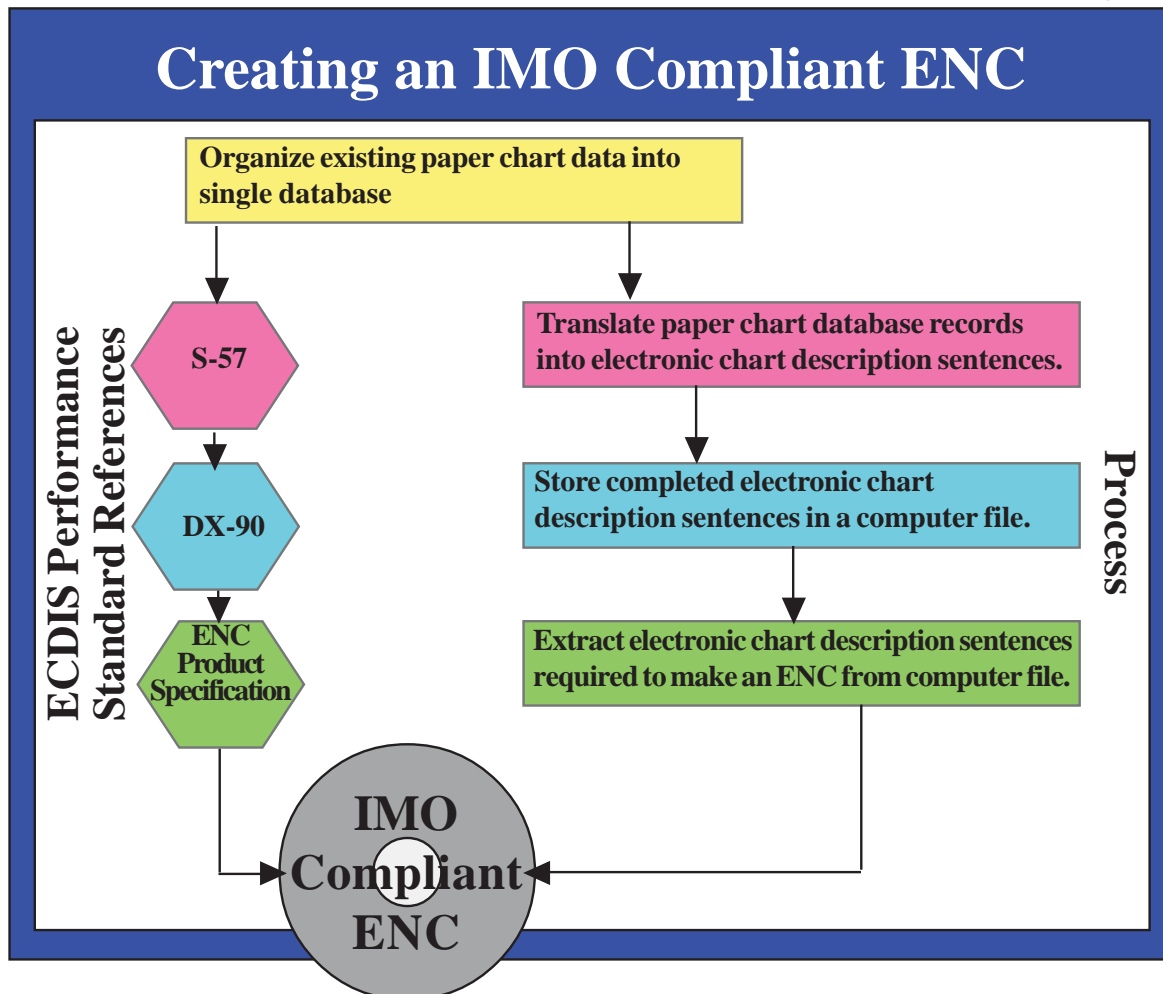 Creating an IMO Compliant ENC
Organize existing paper chart data into
single database
ECDIS Performance
Standard References
S-57
DX-90
ENC
Product
Specification
Translate paper chart database records
into electronic chart description sentences.
Store completed electronic chart
description sentences in a computer file.
Extract electronic chart description sentences
required to make an ENC from computer file.
Process
IMO
Compliant
ENC